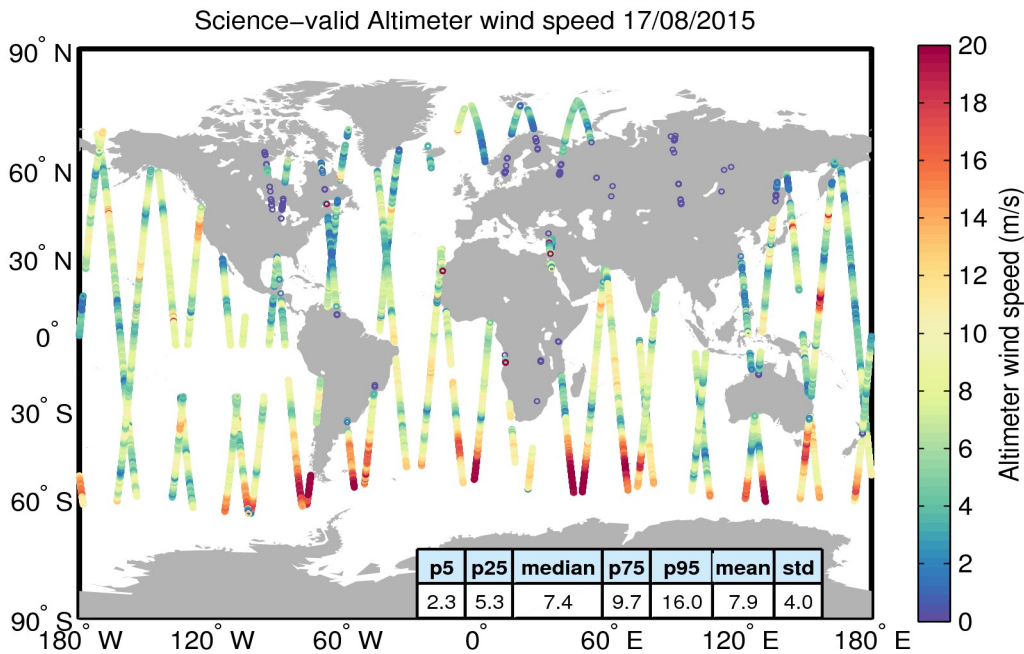 Science−valid Altimeter wind speed 17/08/2015
90° N
60° N
30° N
0°
30° S
60° S
90° S
180° W
120° W
60° W
0°
60° E
120° E
180° E
p5 p25 median p75 p95 mean std
2.3 5.3 7.4 9.7 16.0 7.9 4.0
20
18
16
14
12
10
8
6
4
2
0
Altimeter wind speed (m/s)